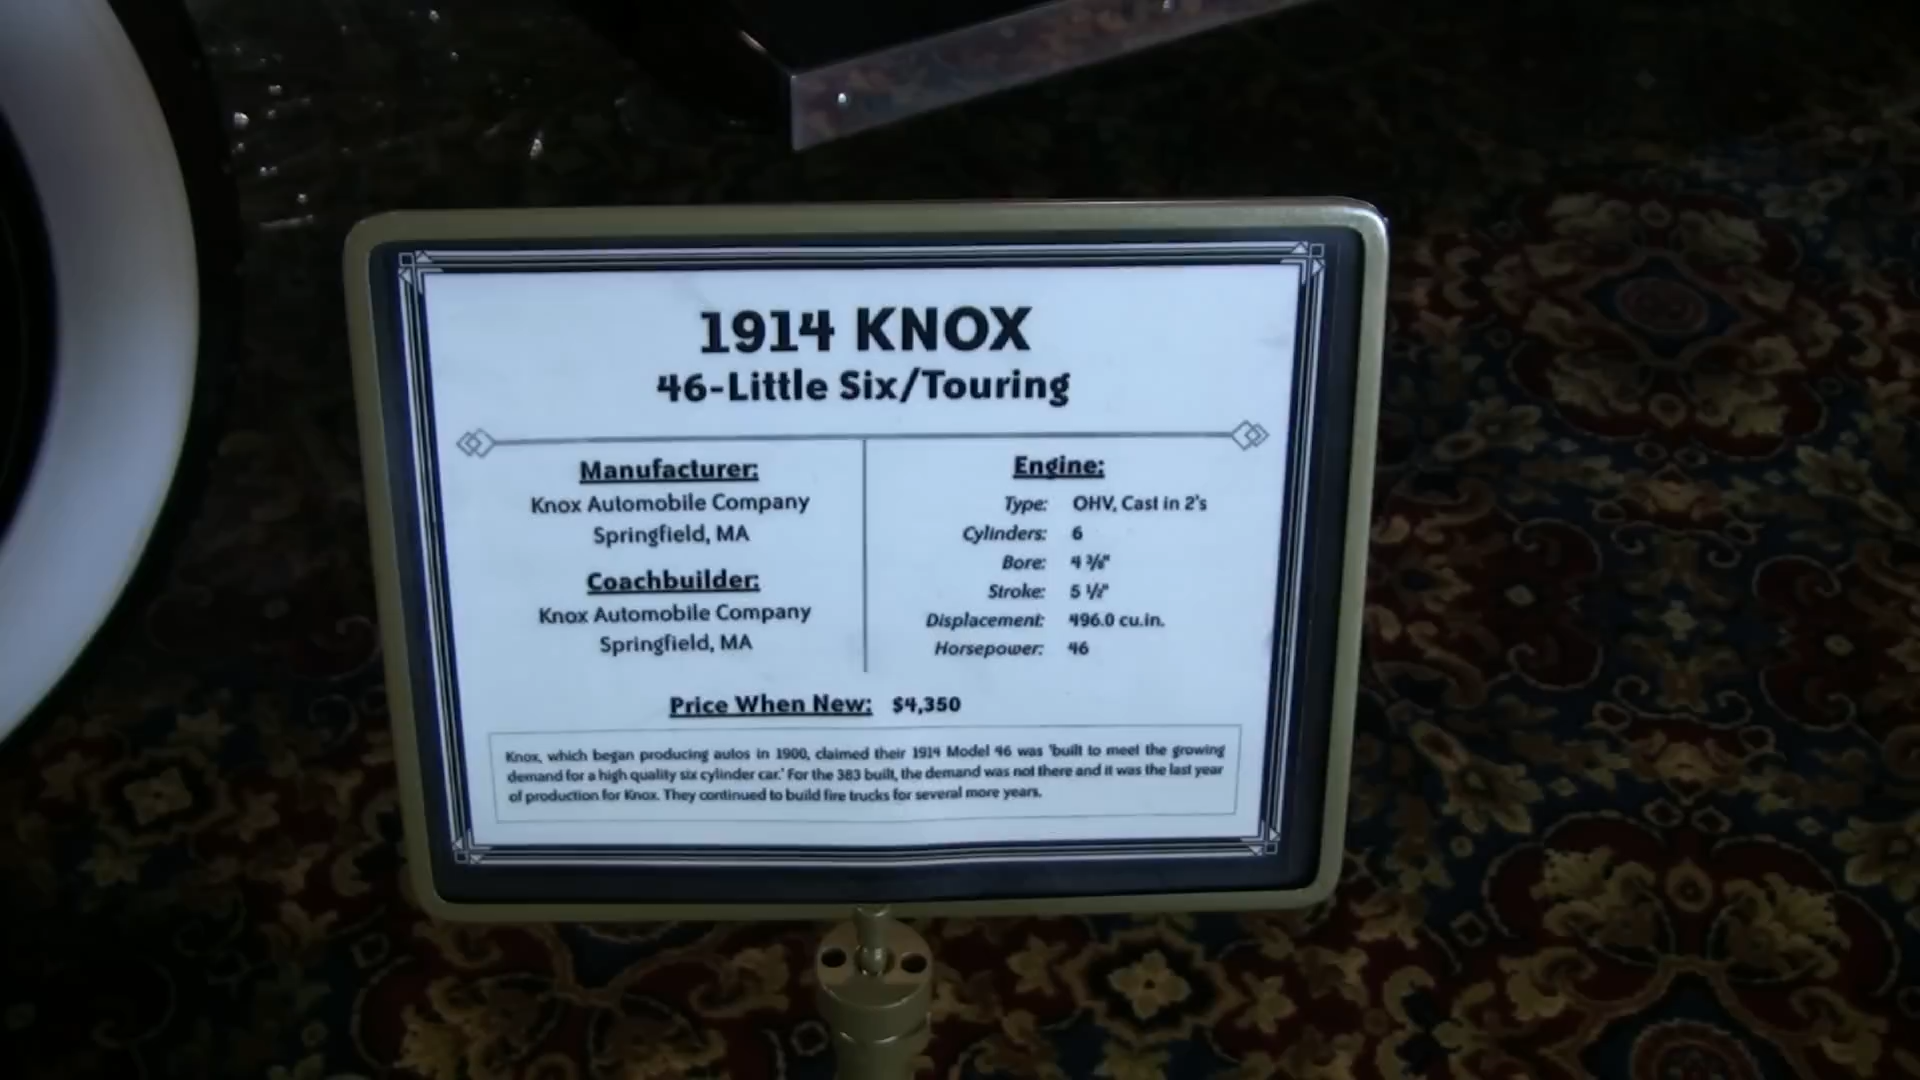 1914 KNOX
46-Little Six/Touring
Manufacturer:
Knox Automobile Company
Springfield, MA
Coachbuilder:
Knox Automobile Company
Springfield, MA
Engine:
Type: OHV, Cast in 2's
Cylinders: 6
Bore: 4 3/8"
Stroke: 5 1/2"
Displacement: 496.0 cu.in.
Horsepower: 46
Price When New: $4,350
Knox, which began producing autos in 1900, claimed their 1914 Model 46 was 'built to meet the growing
demand for a high quality six cylinder car.' For the 383 built, the demand was not there and it was the last year
of production for Knox. They continued to build fire trucks for several more years.